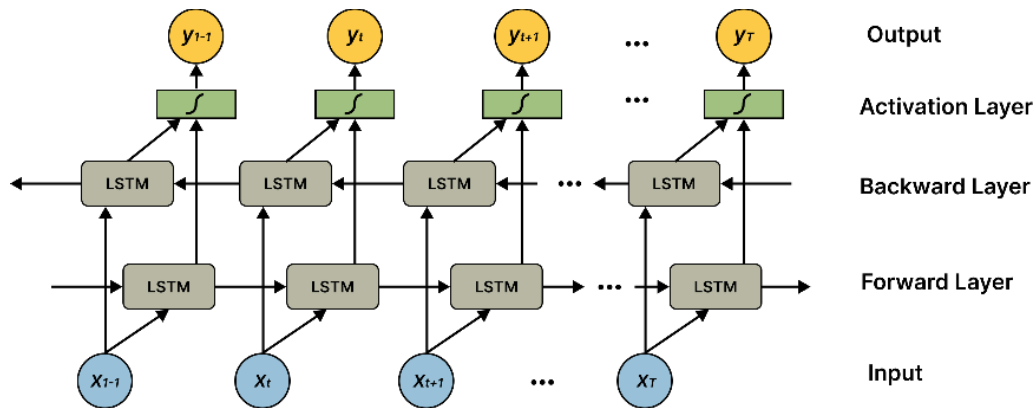 y1-1 yt yt+1 ... yT Output
∫ ∫ ∫ ... ∫ Activation Layer
LSTM LSTM LSTM ... LSTM Backward Layer
LSTM LSTM LSTM ... LSTM Forward Layer
X1-1 Xt Xt+1 ... XT Input